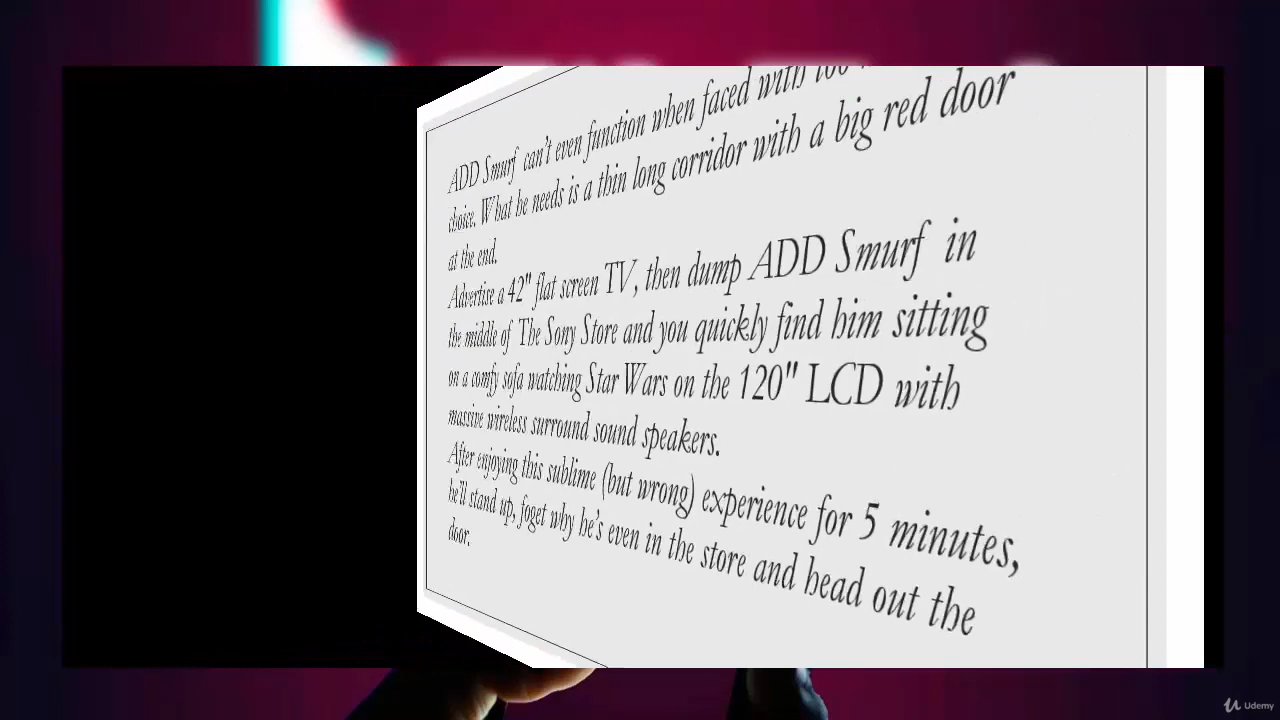 ADD Smurf can't even function when faced with too
choice. What he needs is a thin long corridor with a big red door
at the end.
Advertise a 42" flat screen TV, then dump ADD Smurf in
the middle of The Sony Store and you quickly find him sitting
on a comfy sofa watching Star Wars on the 120" LCD with
massive wireless surround sound speakers.
After enjoying this sublime (but wrong) experience for 5 minutes,
he'll stand up, foget why he's even in the store and head out the
door.
Udemy